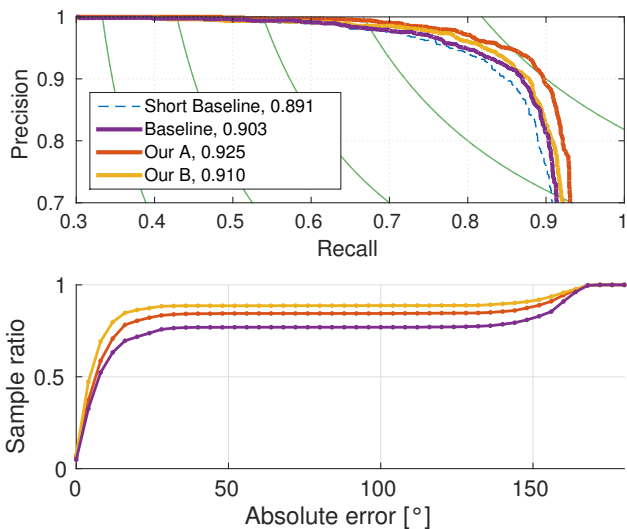 1
0.9
0.8
0.7
Precision
Short Baseline, 0.891
Baseline, 0.903
Our A, 0.925
Our B, 0.910
0.3 0.4 0.5 0.6 0.7 0.8 0.9 1
Recall
1
0.5
0
Sample ratio
0 50 100 150
Absolute error [°]